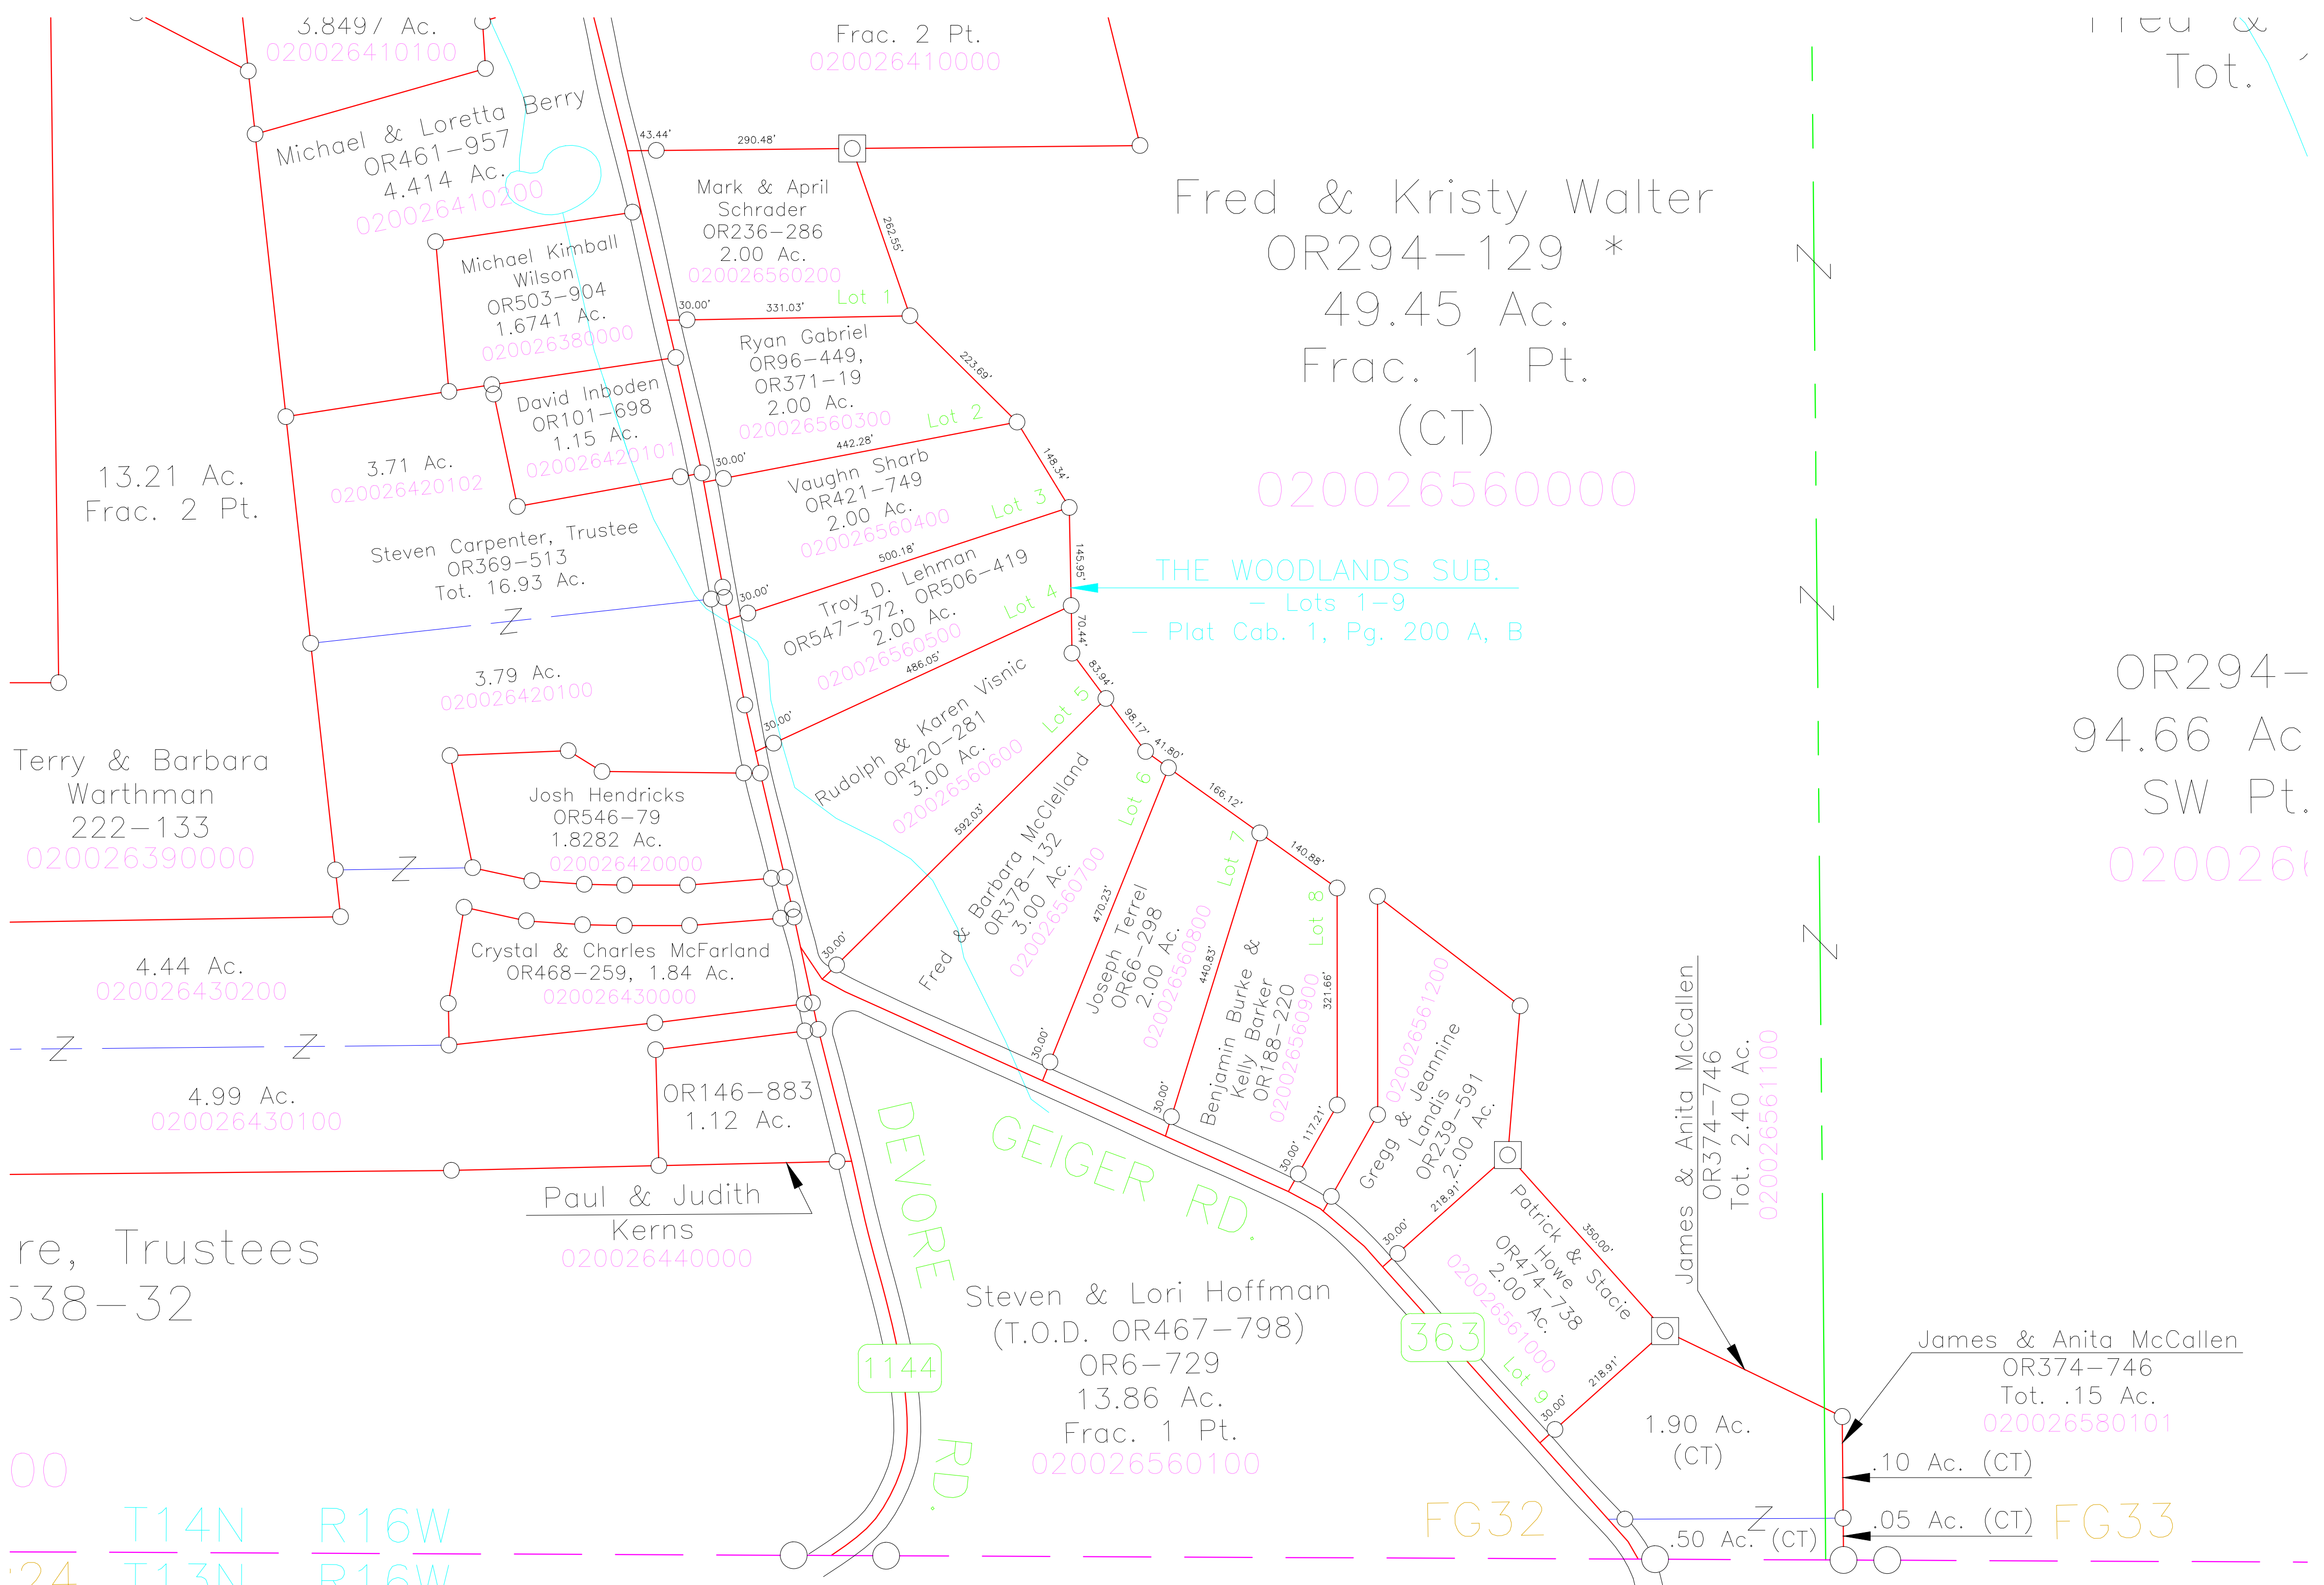 3.8497 Ac.
020026410100
Frac. 2 Pt.
020026410000
Fred &
Tot.
Michael & Loretta Berry
OR461-957
4.414 Ac.
020026410200
43.44'
290.48'
Mark & April
Schrader
OR236-286
2.00 Ac.
020026560200
Lot 1
262.55'
Fred & Kristy Walter
OR294-129 *
49.45 Ac.
Frac. 1 Pt.
(CT)
020026560000
Z
Michael Kimball
Wilson
OR503-904
1.6741 Ac.
020026380000
30.00'
331.03'
Ryan Gabriel
OR96-449,
OR371-19
2.00 Ac.
020026560300
Lot 2
223.69'
David Inboden
OR101-698
1.15 Ac.
020026420101
13.21 Ac.
Frac. 2 Pt.
3.71 Ac.
020026420102
30.00'
442.28'
Vaughn Sharb
OR421-749
2.00 Ac.
020026560400
Lot 3
148.34'
Steven Carpenter, Trustee
OR369-513
Tot. 16.93 Ac.
Z
30.00'
500.18'
Troy D. Lehman
OR547-372, OR506-419
2.00 Ac.
020026560500
Lot 4
145.95'
THE WOODLANDS SUB.
- Lots 1-9
- Plat Cab. 1, Pg. 200 A, B
Z
70.44'
3.79 Ac.
020026420100
30.00'
486.05'
Rudolph & Karen Visnic
OR220-281
3.00 Ac.
020026560600
Lot 5
83.94'
OR294-
94.66 Ac
SW Pt.
Terry & Barbara
Warthman
222-133
020026390000
Josh Hendricks
OR546-79
1.8282 Ac.
020026420000
Z
592.03'
98.17'
41.80'
Fred & Barbara McClelland
OR378-132
3.00 Ac.
020026560700
Lot 6
166.12'
470.23'
Joseph Terrel
OR66-298
2.00 Ac.
020026560800
Lot 7
140.88'
440.83'
Benjamin Burke &
Kelly Barker
OR188-220
020026560900
Lot 8
321.66'
117.21'
Z
Crystal & Charles McFarland
OR468-259, 1.84 Ac.
020026430000
4.44 Ac.
020026430200
Z
Z
30.00'
30.00'
30.00'
30.00'
020026561200
Gregg & Jeannine
Landis
OR239-591
2.00 Ac.
James & Anita McCallen
OR374-746
Tot. 2.40 Ac.
020026561100
4.99 Ac.
020026430100
OR146-883
1.12 Ac.
Paul & Judith
Kerns
020026440000
DEVORE
RD.
GEIGER RD.
218.91'
30.00'
Patrick & Stacie
Howe
OR474-738
2.00 Ac.
020026561000
Lot 9
350.00'
218.91'
30.00'
re, Trustees
538-32
Steven & Lori Hoffman
(T.O.D. OR467-798)
OR6-729
13.86 Ac.
Frac. 1 Pt.
020026560100
363
1144
James & Anita McCallen
OR374-746
Tot. .15 Ac.
020026580101
1.90 Ac.
(CT)
.10 Ac. (CT)
00
T14N R16W
FG32
Z
.50 Ac. (CT)
.05 Ac. (CT)
FG33
24
T13N R16W